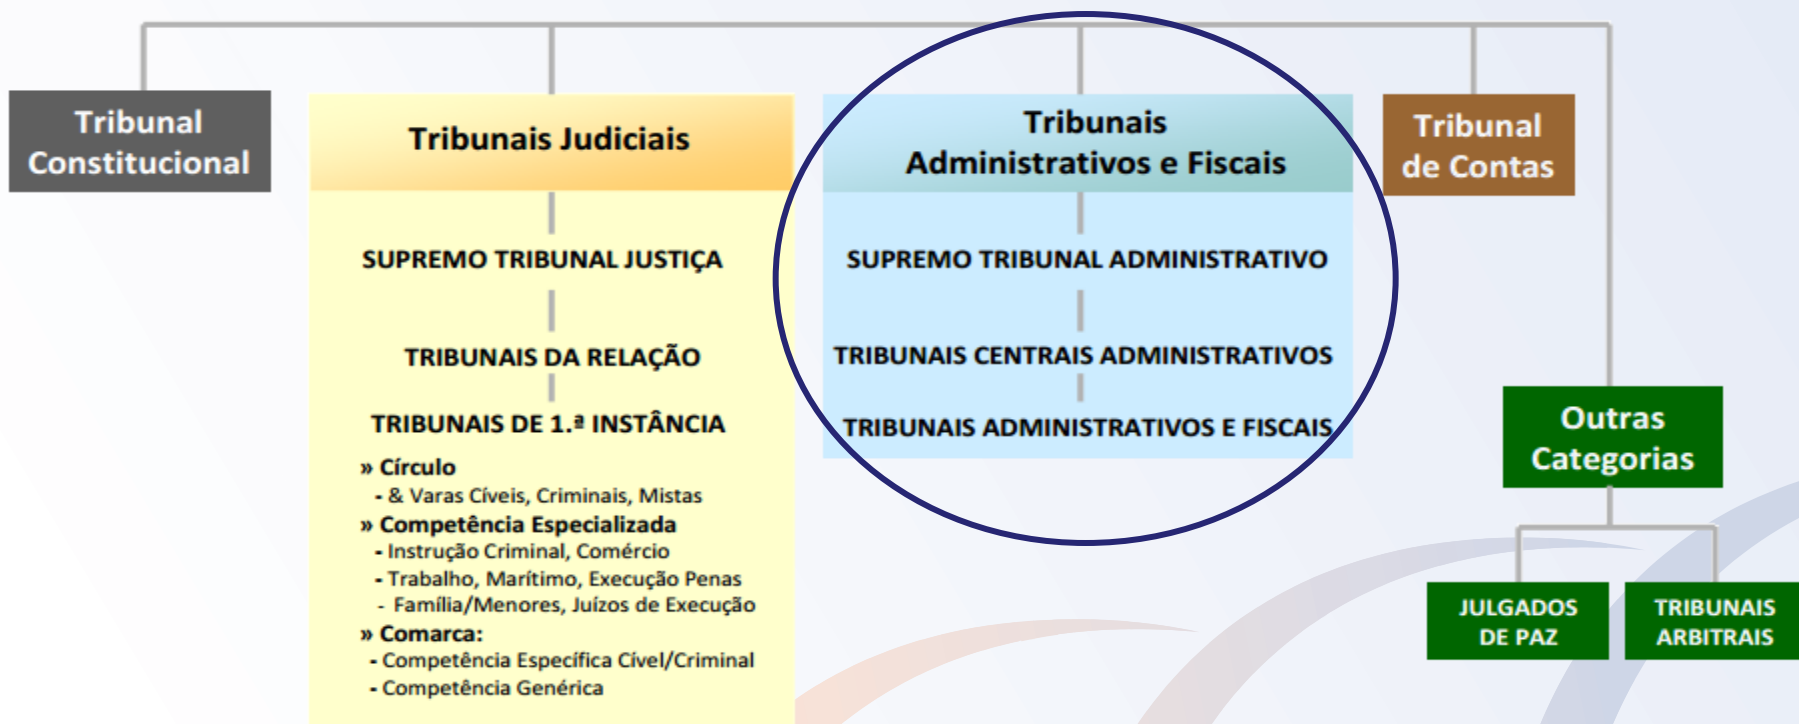 Tribunal
Constitucional
Tribunais Judiciais
SUPREMO TRIBUNAL JUSTIÇA
TRIBUNAIS DA RELAÇÃO
TRIBUNAIS DE 1.ª INSTÂNCIA
» Círculo
- & Varas Cíveis, Criminais, Mistas
» Competência Especializada
- Instrução Criminal, Comércio
- Trabalho, Marítimo, Execução Penas
- Família/Menores, Juízos de Execução
» Comarca:
- Competência Específica Cível/Criminal
- Competência Genérica
Tribunais
Administrativos e Fiscais
SUPREMO TRIBUNAL ADMINISTRATIVO
TRIBUNAIS CENTRAIS ADMINISTRATIVOS
TRIBUNAIS ADMINISTRATIVOS E FISCAIS
Tribunal
de Contas
Outras
Categorias
JULGADOS
DE PAZ
TRIBUNAIS
ARBITRAIS